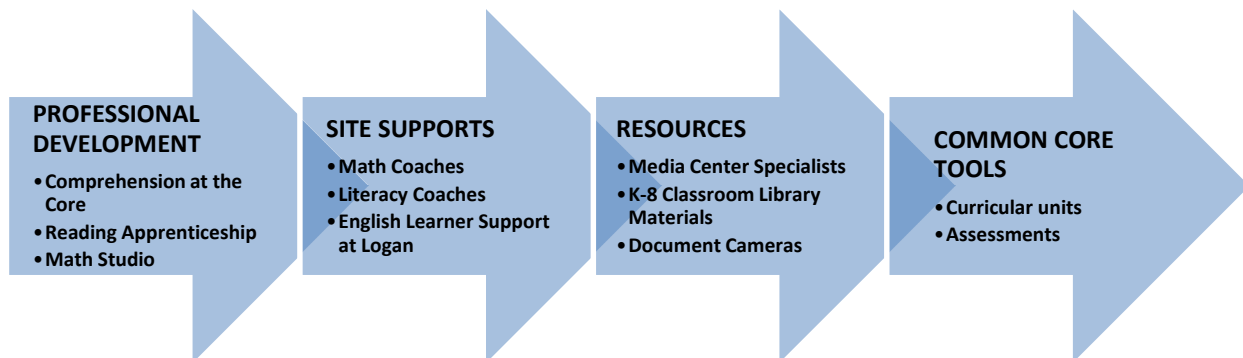 PROFESSIONAL
DEVELOPMENT
•Comprehension at the
Core
•Reading Apprenticeship
•Math Studio
SITE SUPPORTS
•Math Coaches
•Literacy Coaches
•English Learner Support
at Logan
RESOURCES
•Media Center Specialists
•K-8 Classroom Library
Materials
•Document Cameras
COMMON CORE
TOOLS
•Curricular units
•Assessments